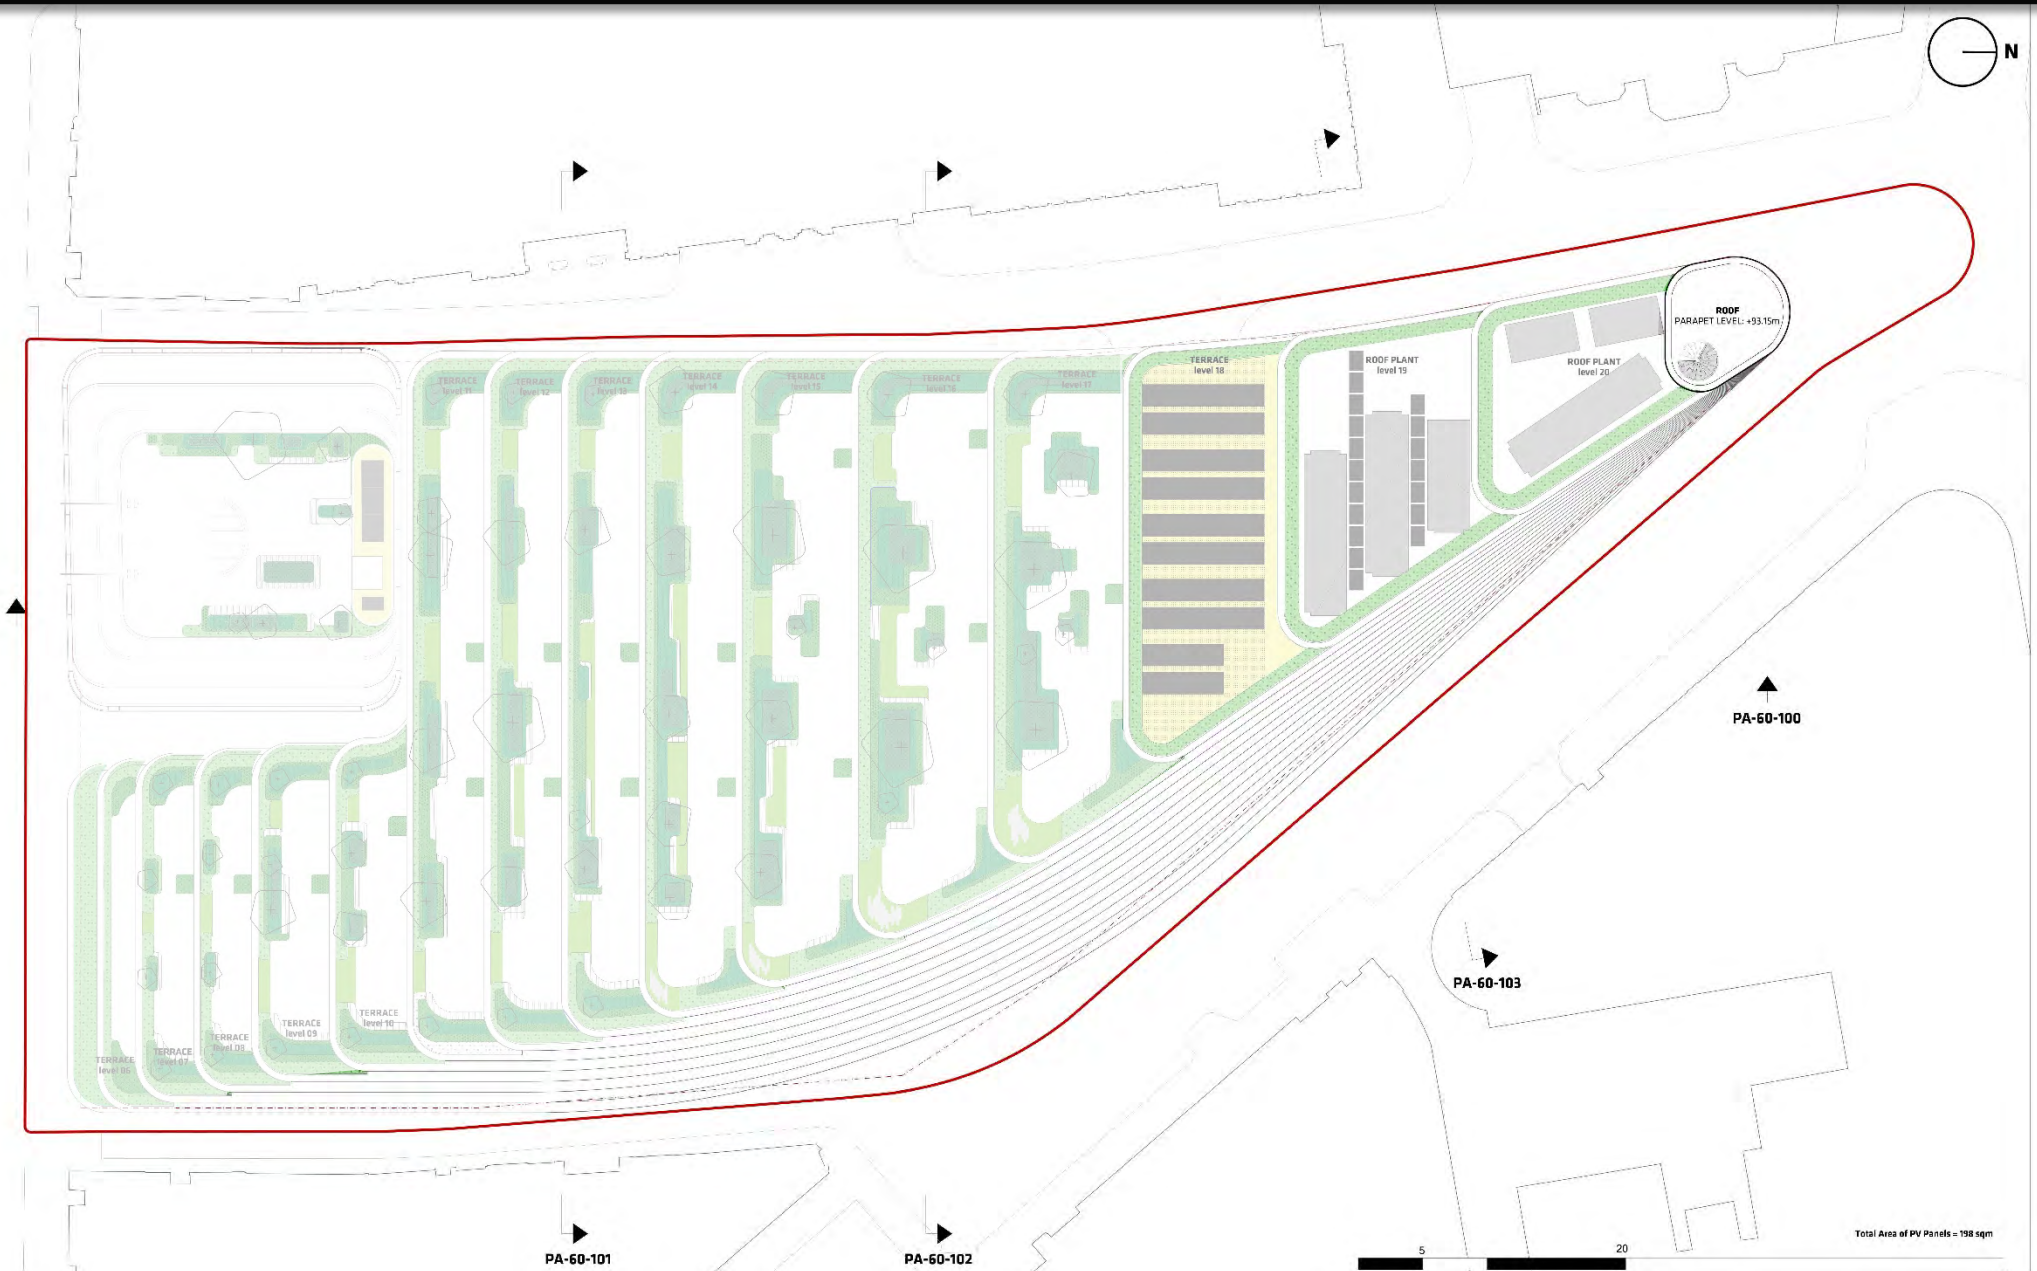 N
ROOF
PARAPET LEVEL: +93.15m
TERRACE
level 18
ROOF PLANT
level 19
ROOF PLANT
level 20
TERRACE
level 11
TERRACE
level 12
TERRACE
level 13
TERRACE
level 14
TERRACE
level 15
TERRACE
level 16
TERRACE
level 17
PA-60-100
PA-60-103
TERRACE
level 10
TERRACE
level 09
TERRACE
level 08
TERRACE
level 07
TERRACE
level 06
Total Area of PV Panels = 198 sqm
5
20
PA-60-101
PA-60-102